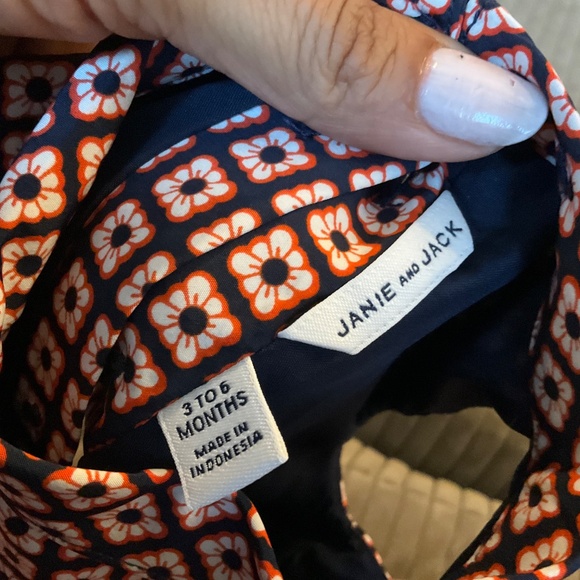 JANIE AND JACK
3 TO 6
MONTHS
MADE IN
INDONESIA